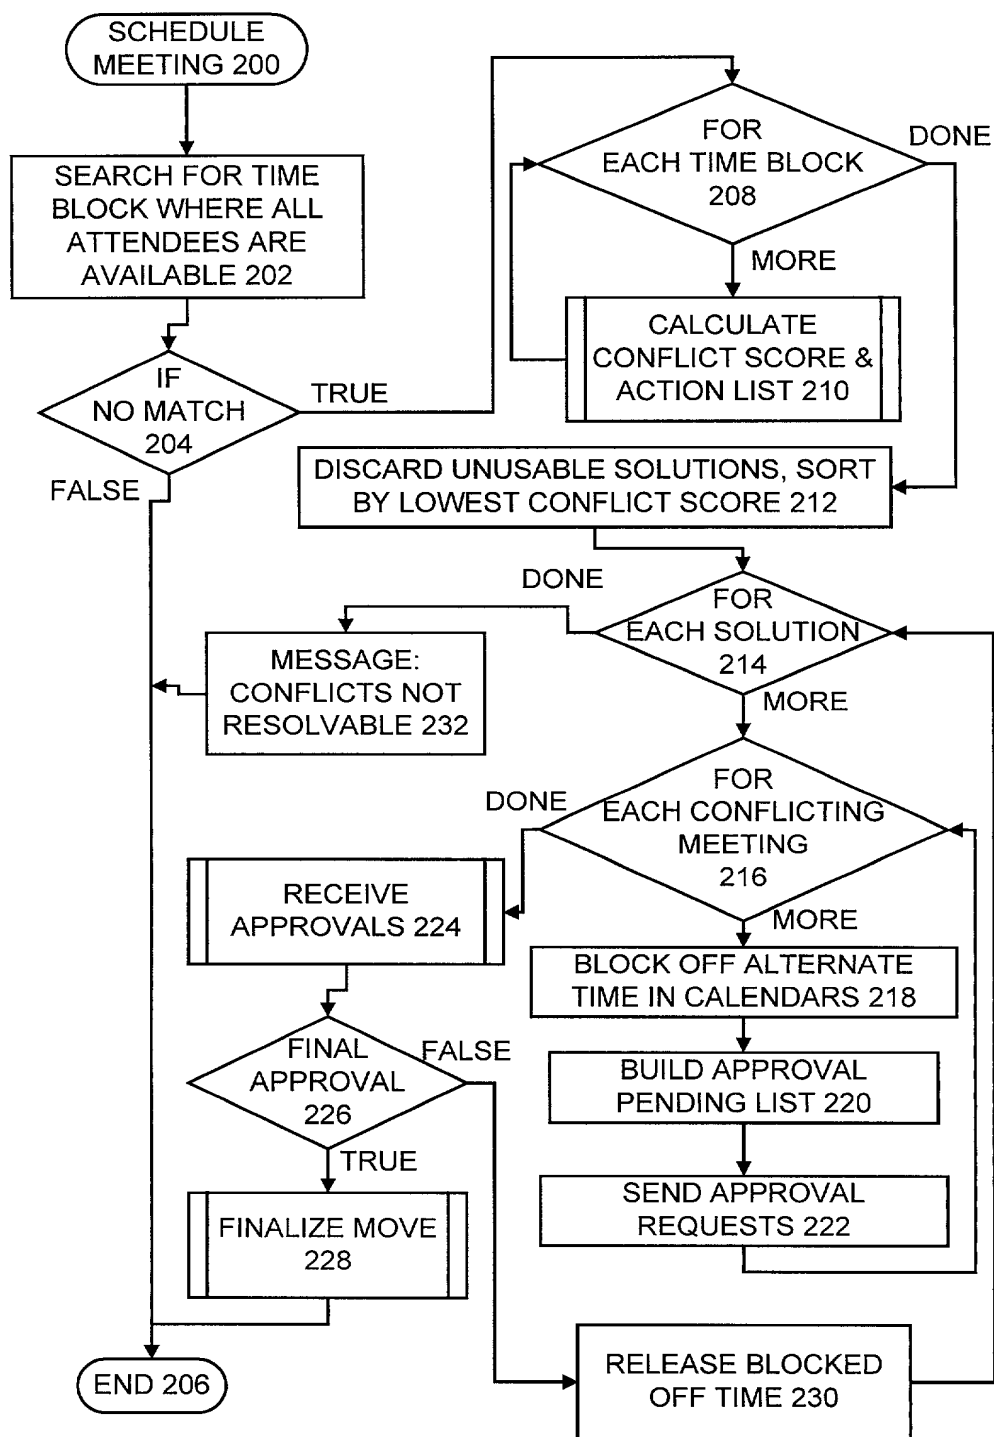 SCHEDULE
MEETING 200
SEARCH FOR TIME
BLOCK WHERE ALL
ATTENDEES ARE
AVAILABLE 202
IF
NO MATCH
204
TRUE
FALSE
FOR
EACH TIME BLOCK
208
DONE
MORE
CALCULATE
CONFLICT SCORE &
ACTION LIST 210
DISCARD UNUSABLE SOLUTIONS, SORT
BY LOWEST CONFLICT SCORE 212
FOR
EACH SOLUTION
214
DONE
MORE
MESSAGE:
CONFLICTS NOT
RESOLVABLE 232
FOR
EACH CONFLICTING
MEETING
216
DONE
MORE
BLOCK OFF ALTERNATE
TIME IN CALENDARS 218
BUILD APPROVAL
PENDING LIST 220
SEND APPROVAL
REQUESTS 222
RECEIVE
APPROVALS 224
FINAL
APPROVAL
226
FALSE
TRUE
FINALIZE MOVE
228
RELEASE BLOCKED
OFF TIME 230
END 206